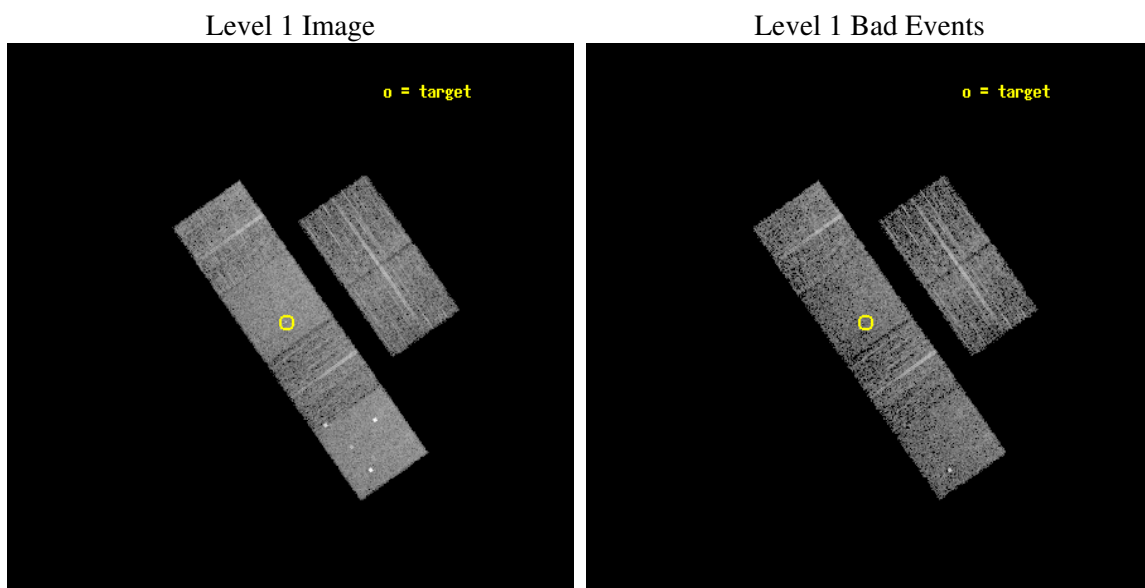 Level 1 Image
Level 1 Bad Events
o = target
o = target